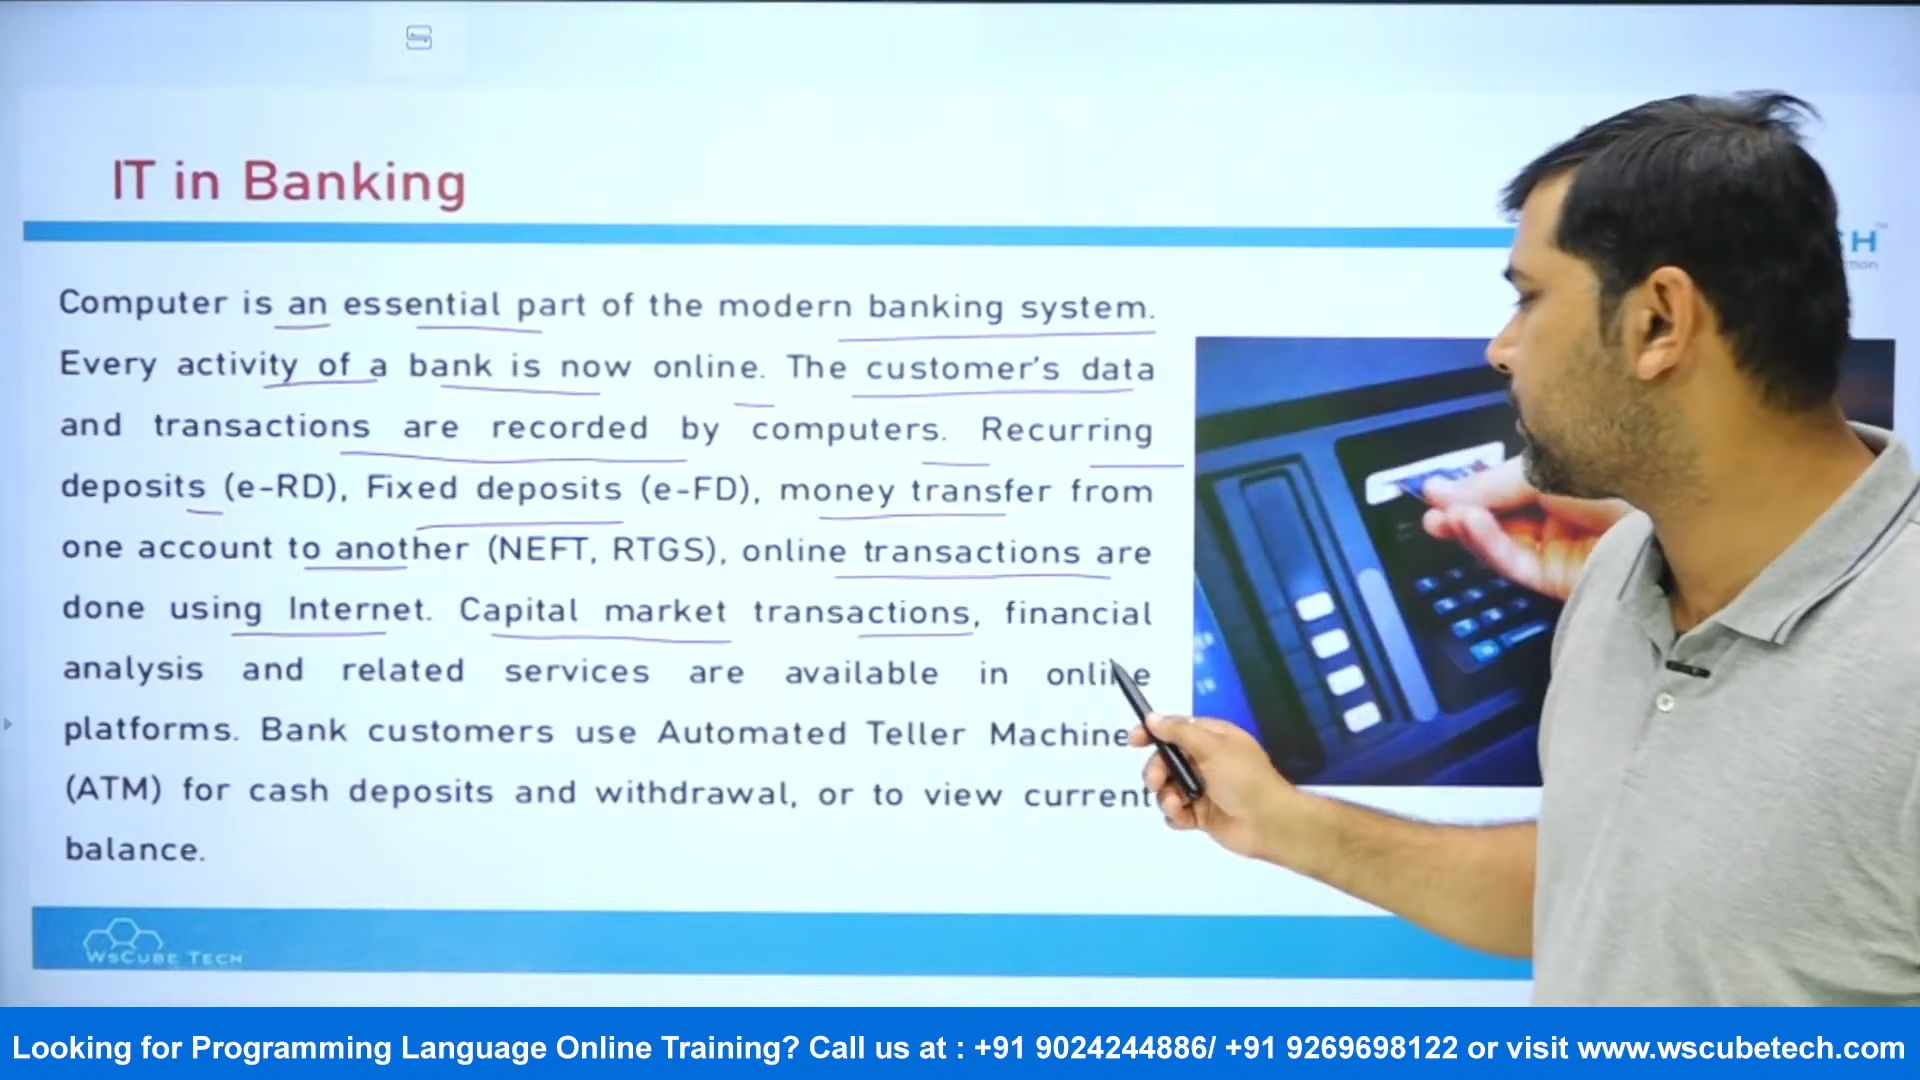 IT in Banking
Computer is an essential part of the modern banking system.
Every activity of a bank is now online. The customer's data
and transactions are recorded by computers. Recurring
deposits (e-RD), Fixed deposits (e-FD), money transfer from
one account to another (NEFT, RTGS), online transactions are
done using Internet. Capital market transactions, financial
analysis and related services are available in online
platforms. Bank customers use Automated Teller Machine
(ATM) for cash deposits and withdrawal, or to view current
balance.
WSCUBE TECH
Looking for Programming Language Online Training? Call us at : +91 9024244886/ +91 9269698122 or visit www.wscubetech.com